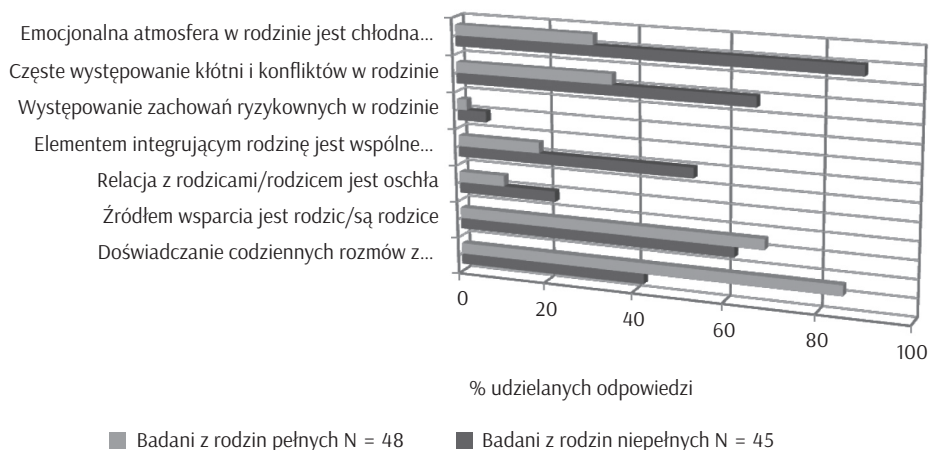 Emocjonalna atmosfera w rodzinie jest chłodna...
Częste występowanie kłótni i konfliktów w rodzinie
Występowanie zachowań ryzykownych w rodzinie
Elementem integrującym rodzinę jest wspólne...
Relacja z rodzicami/rodzicem jest oschła
Źródłem wsparcia jest rodzic/są rodzice
Doświadczanie codziennych rozmów z...
0
20
40
60
80
100
% udzielanych odpowiedzi
Badani z rodzin pełnych N = 48
Badani z rodzin niepełnych N = 45